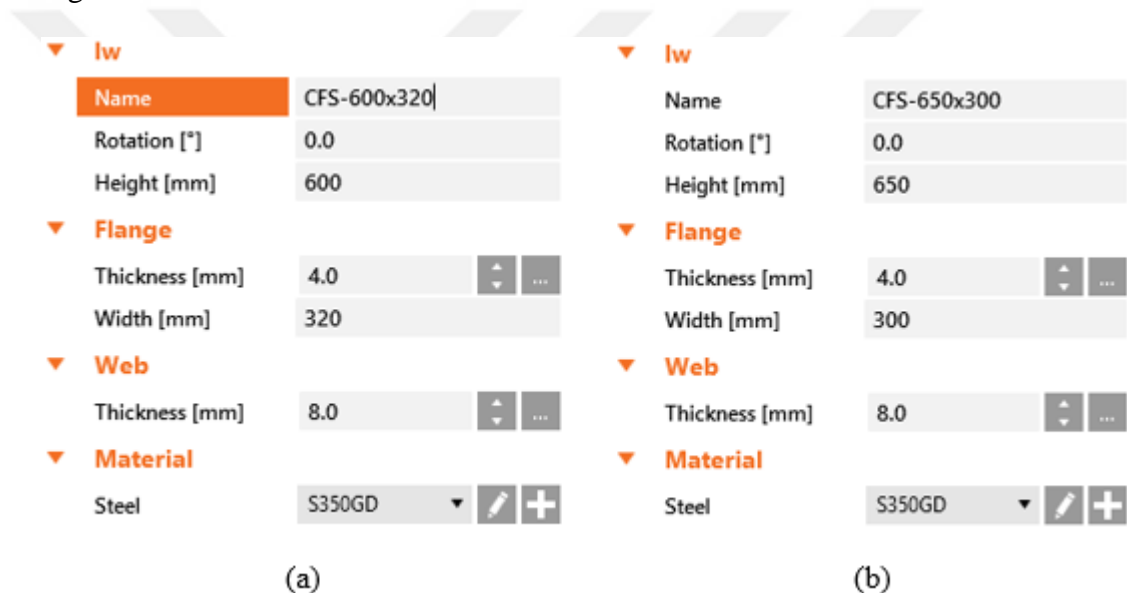 Iw
Name CFS-600x320
Rotation [°] 0.0
Height [mm] 600
Flange
Thickness [mm] 4.0 ...
Width [mm] 320
Web
Thickness [mm] 8.0 ...
Material
Steel S350GD
(a)
Iw
Name CFS-650x300
Rotation [°] 0.0
Height [mm] 650
Flange
Thickness [mm] 4.0 ...
Width [mm] 300
Web
Thickness [mm] 8.0 ...
Material
Steel S350GD
(b)